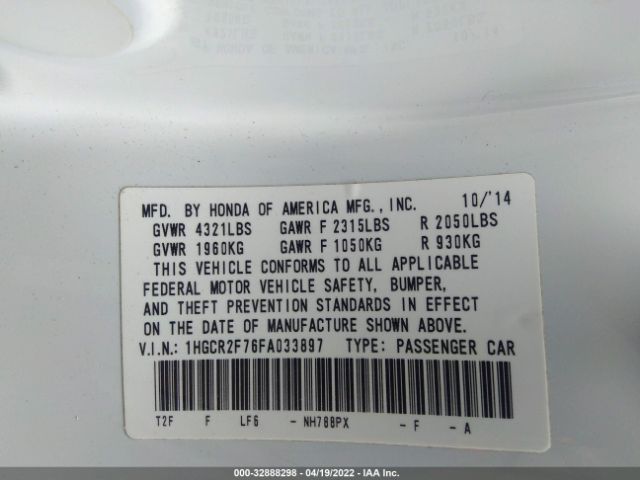 MFD. BY HONDA OF AMERICA MFG., INC. 10/'14
GVWR 4321LBS GAWR F 2315LBS R 2050LBS
GVWR 1960KG GAWR F 1050KG R 930KG
THIS VEHICLE CONFORMS TO ALL APPLICABLE
FEDERAL MOTOR VEHICLE SAFETY, BUMPER,
AND THEFT PREVENTION STANDARDS IN EFFECT
ON THE DATE OF MANUFACTURE SHOWN ABOVE.
V.I.N.: 1HGCR2F76FA033897 TYPE: PASSENGER CAR
T2F F LF6 - NH788PX - F - A
000-32888298 - 04/19/2022 - IAA Inc.